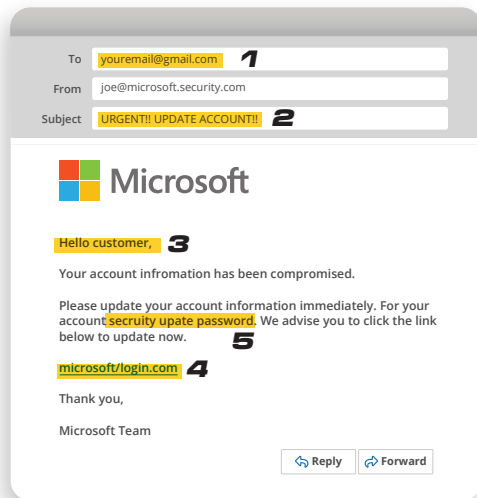 To youremail@gmail.com 1
From joe@microsoft.security.com
Subject URGENT!! UPDATE ACCOUNT!! 2
Microsoft
Hello customer, 3
Your account infromation has been compromised.
Please update your account information immediately. For your
account secruity upate password. We advise you to click the link
below to update now. 5
microsoft/login.com 4
Thank you,
Microsoft Team
Reply Forward